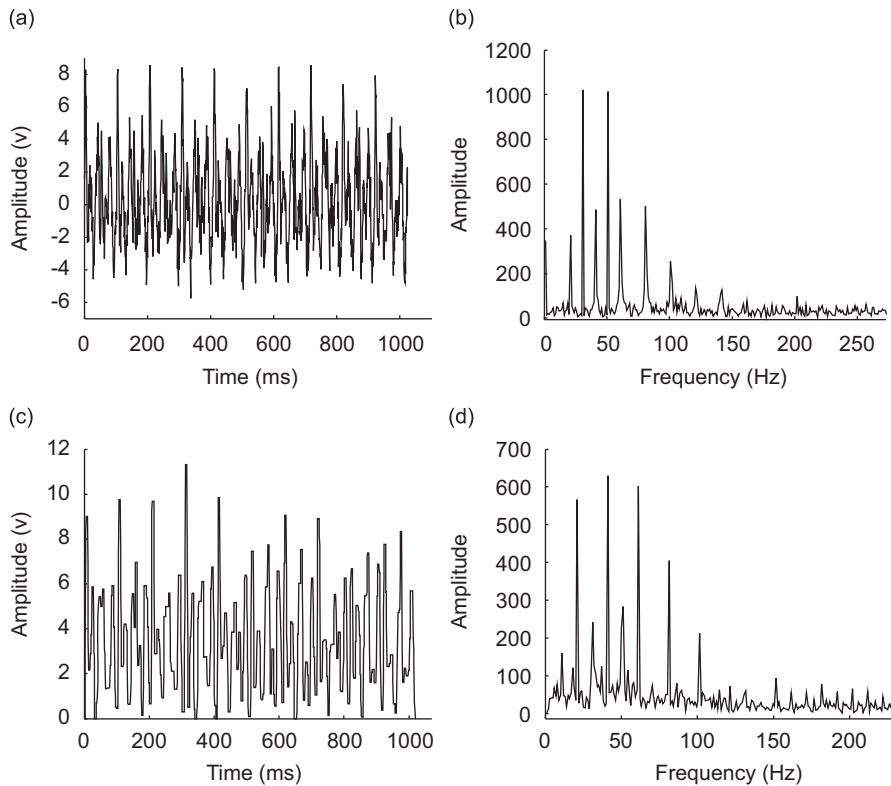 (a)
Amplitude (v)
8
6
4
2
0
-2
-4
-6
0 200 400 600 800 1000
Time (ms)
(b)
Amplitude
1200
1000
800
600
400
200
0
0 50 100 150 200 250
Frequency (Hz)
(c)
Amplitude (v)
12
10
8
6
4
2
0
0 200 400 600 800 1000
Time (ms)
(d)
Amplitude
700
600
500
400
300
200
100
0
0 50 100 150 200
Frequency (Hz)